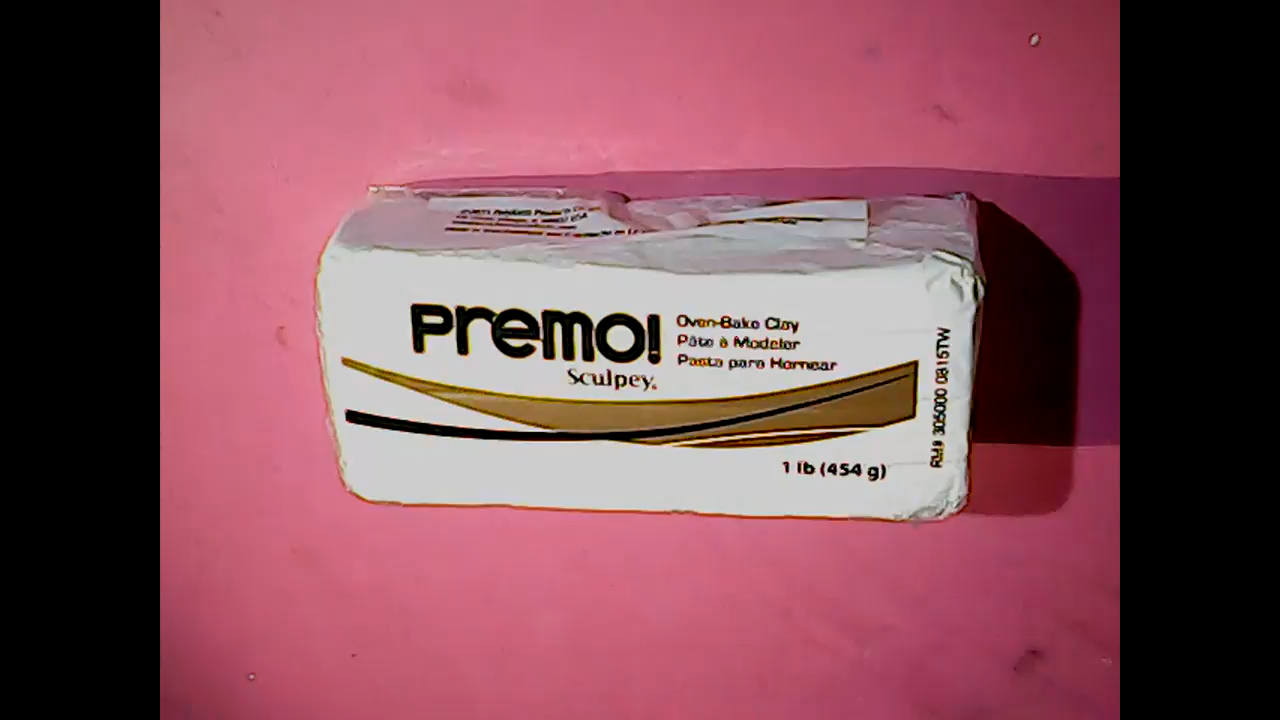 Premo!
Sculpey®
Oven-Bake Clay
Pâte à Modeler
Pasta para Hornear
1 lb (454 g)
RM# 305000 0815TW